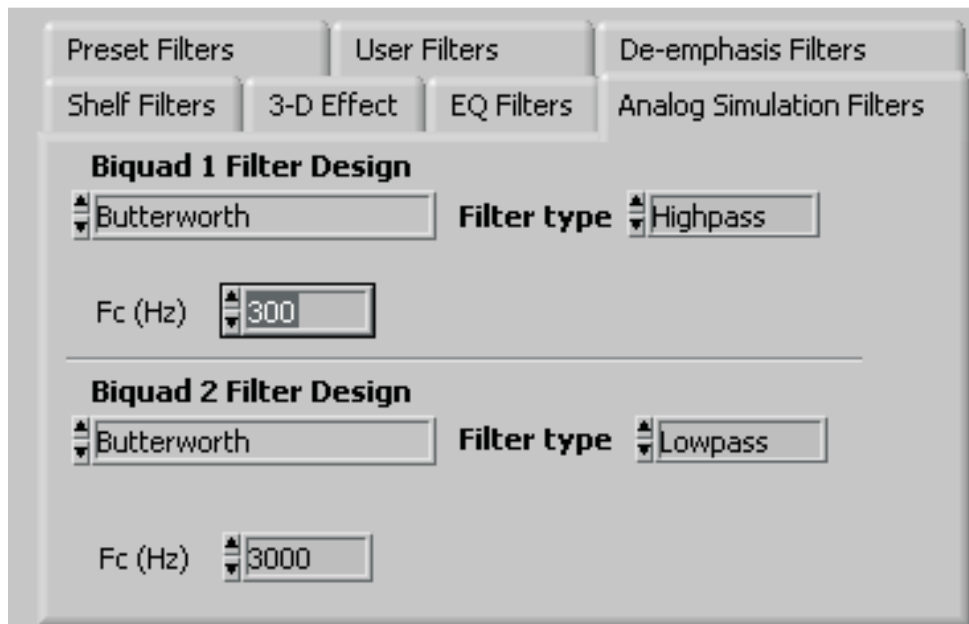 Preset Filters User Filters De-emphasis Filters
Shelf Filters 3-D Effect EQ Filters Analog Simulation Filters
Biquad 1 Filter Design
Butterworth Filter type Highpass
Fc (Hz) 300
Biquad 2 Filter Design
Butterworth Filter type Lowpass
Fc (Hz) 3000